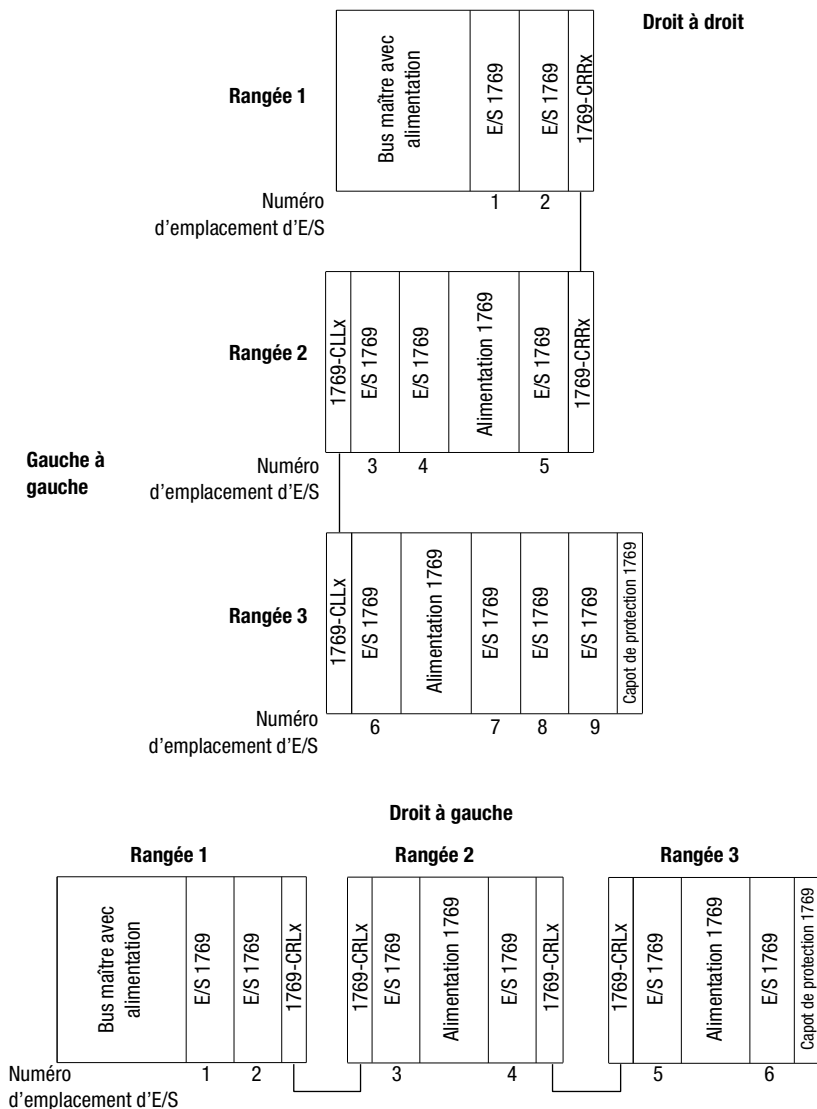 Droit à droit
Rangée 1
Bus maître avec
alimentation
E/S 1769
E/S 1769
1769-CRRx
Numéro
d'emplacement d'E/S
1
2
Rangée 2
1769-CLLx
E/S 1769
E/S 1769
Alimentation 1769
E/S 1769
1769-CRRx
Gauche à
gauche
Numéro
d'emplacement d'E/S
3
4
5
Rangée 3
1769-CLLx
E/S 1769
Alimentation 1769
E/S 1769
E/S 1769
E/S 1769
Capot de protection 1769
Numéro
d'emplacement d'E/S
6
7
8
9
Droit à gauche
Rangée 1
Rangée 2
Rangée 3
Bus maître avec
alimentation
E/S 1769
E/S 1769
1769-CRLx
1769-CRLx
E/S 1769
Alimentation 1769
E/S 1769
1769-CRLx
1769-CRLx
E/S 1769
Alimentation 1769
E/S 1769
Capot de protection 1769
Numéro
d'emplacement d'E/S
1
2
3
4
5
6